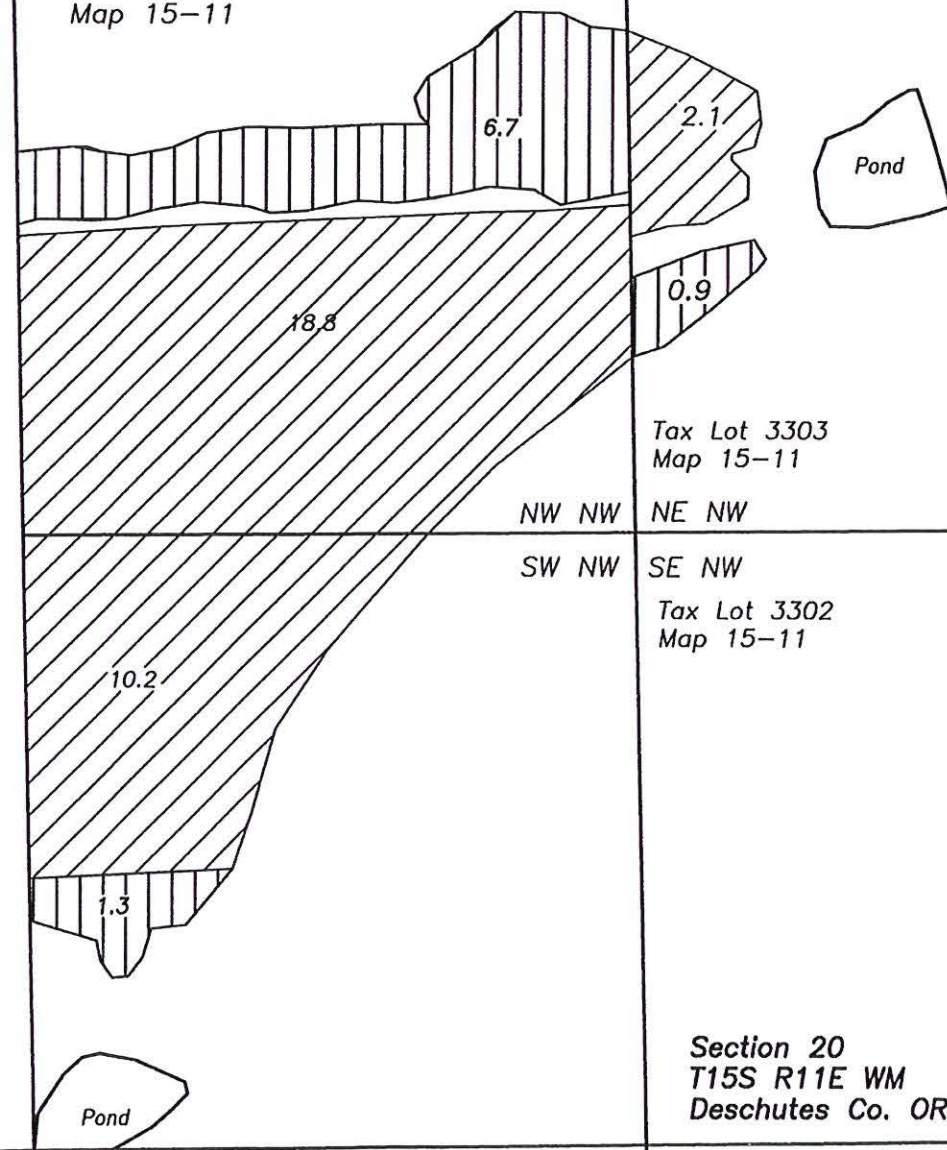 Map 15-11
6.7
2.1
Pond
0.9
18.8
Tax Lot 3303
Map 15-11
NW NW
NE NW
SW NW
SE NW
Tax Lot 3302
Map 15-11
10.2
1.3
Section 20
T15S R11E WM
Deschutes Co. OR
Pond